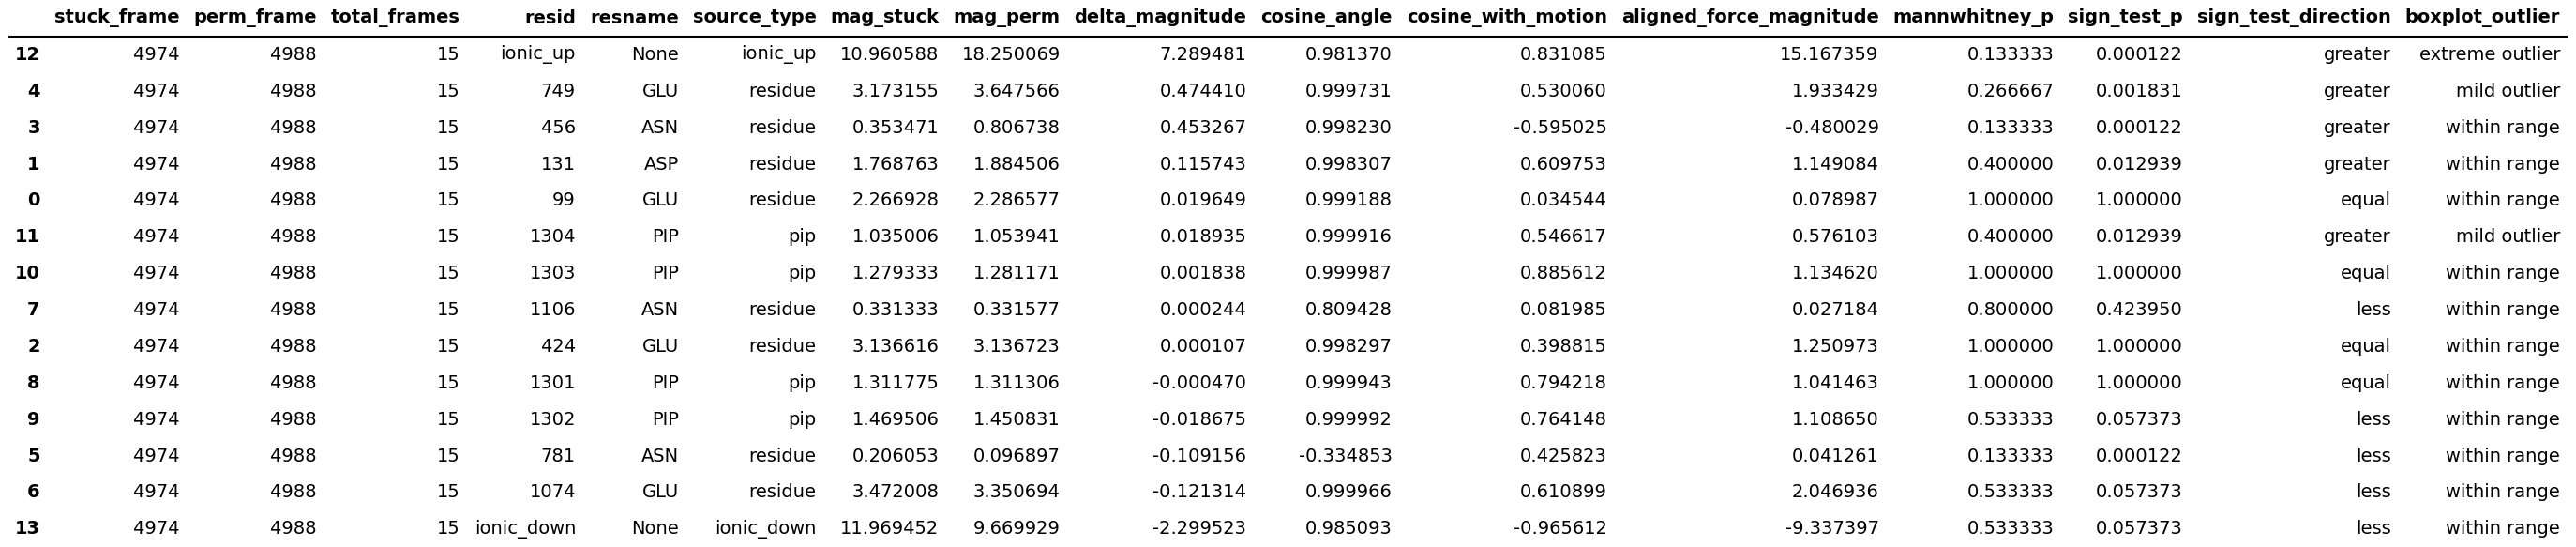 stuck_frame perm_frame total_frames resid resname source_type mag_stuck mag_perm delta_magnitude cosine_angle cosine_with_motion aligned_force_magnitude mannwhitney_p sign_test_p sign_test_direction boxplot_outlier
12 4974 4988 15 ionic_up None ionic_up 10.960588 18.250069 7.289481 0.981370 0.831085 15.167359 0.133333 0.000122 greater extreme outlier
4 4974 4988 15 749 GLU residue 3.173155 3.647566 0.474410 0.999731 0.530060 1.933429 0.266667 0.001831 greater mild outlier
3 4974 4988 15 456 ASN residue 0.353471 0.806738 0.453267 0.998230 -0.595025 -0.480029 0.133333 0.000122 greater within range
1 4974 4988 15 131 ASP residue 1.768763 1.884506 0.115743 0.998307 0.609753 1.149084 0.400000 0.012939 greater within range
0 4974 4988 15 99 GLU residue 2.266928 2.286577 0.019649 0.999188 0.034544 0.078987 1.000000 1.000000 equal within range
11 4974 4988 15 1304 PIP pip 1.035006 1.053941 0.018935 0.999916 0.546617 0.576103 0.400000 0.012939 greater mild outlier
10 4974 4988 15 1303 PIP pip 1.279333 1.281171 0.001838 0.999987 0.885612 1.134620 1.000000 1.000000 equal within range
7 4974 4988 15 1106 ASN residue 0.331333 0.331577 0.000244 0.809428 0.081985 0.027184 0.800000 0.423950 less within range
2 4974 4988 15 424 GLU residue 3.136616 3.136723 0.000107 0.998297 0.398815 1.250973 1.000000 1.000000 equal within range
8 4974 4988 15 1301 PIP pip 1.311775 1.311306 -0.000470 0.999943 0.794218 1.041463 1.000000 1.000000 equal within range
9 4974 4988 15 1302 PIP pip 1.469506 1.450831 -0.018675 0.999992 0.764148 1.108650 0.533333 0.057373 less within range
5 4974 4988 15 781 ASN residue 0.206053 0.096897 -0.109156 -0.334853 0.425823 0.041261 0.133333 0.000122 less within range
6 4974 4988 15 1074 GLU residue 3.472008 3.350694 -0.121314 0.999966 0.610899 2.046936 0.533333 0.057373 less within range
13 4974 4988 15 ionic_down None ionic_down 11.969452 9.669929 -2.299523 0.985093 -0.965612 -9.337397 0.533333 0.057373 less within range